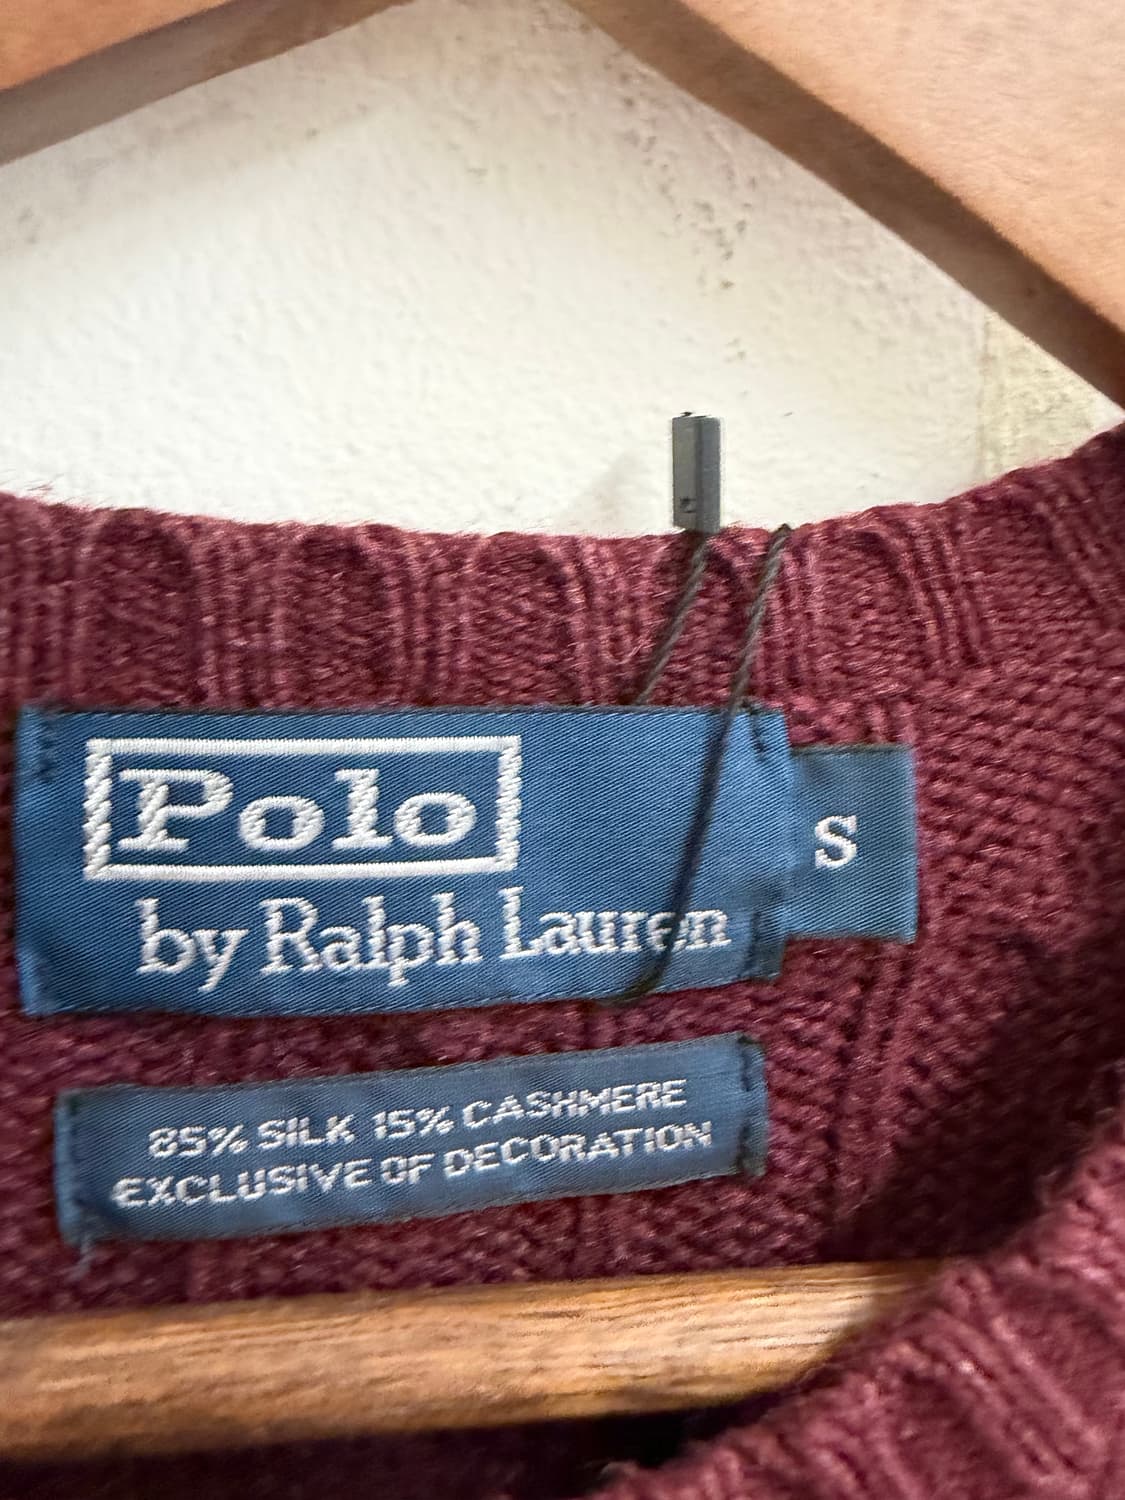 Polo
by Ralph Lauren
S
85% SILK 15% CASHMERE
EXCLUSIVE OF DECORATION